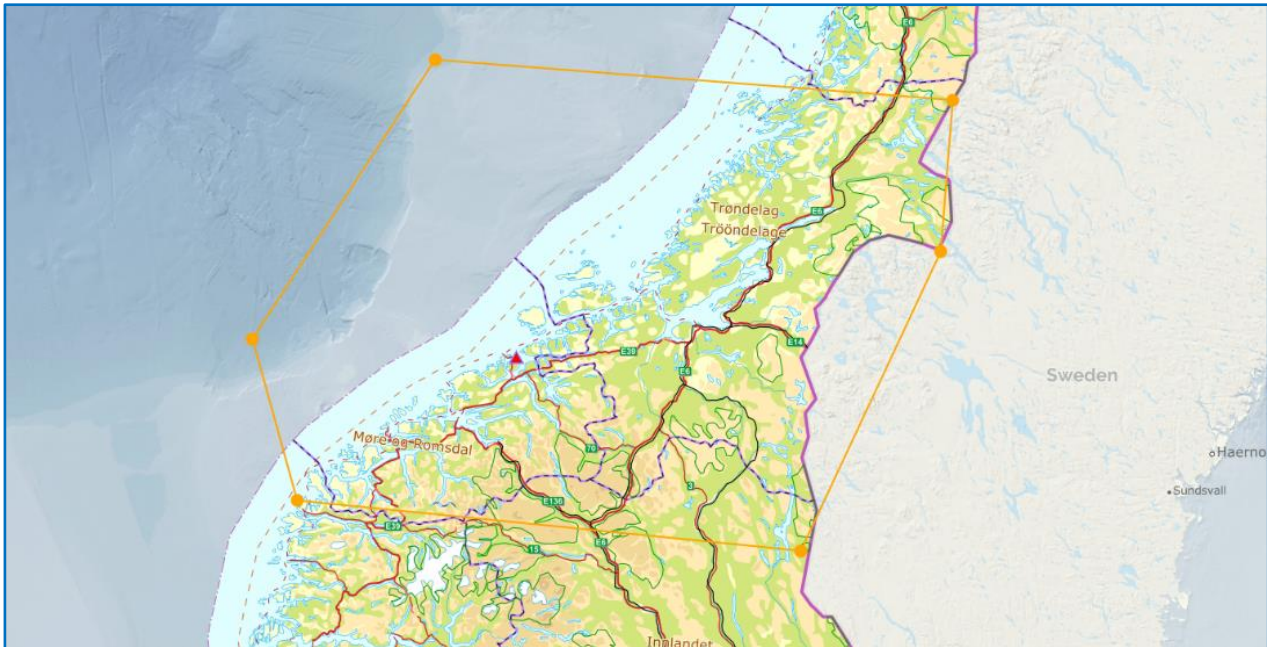 E6
Trøndelag
Trööndelage
E6
E39
E14
E6
Sweden
Møre og Romsdal
70
Haerno
3
Sundsvall
E136
E39
E6
15
Innlandet